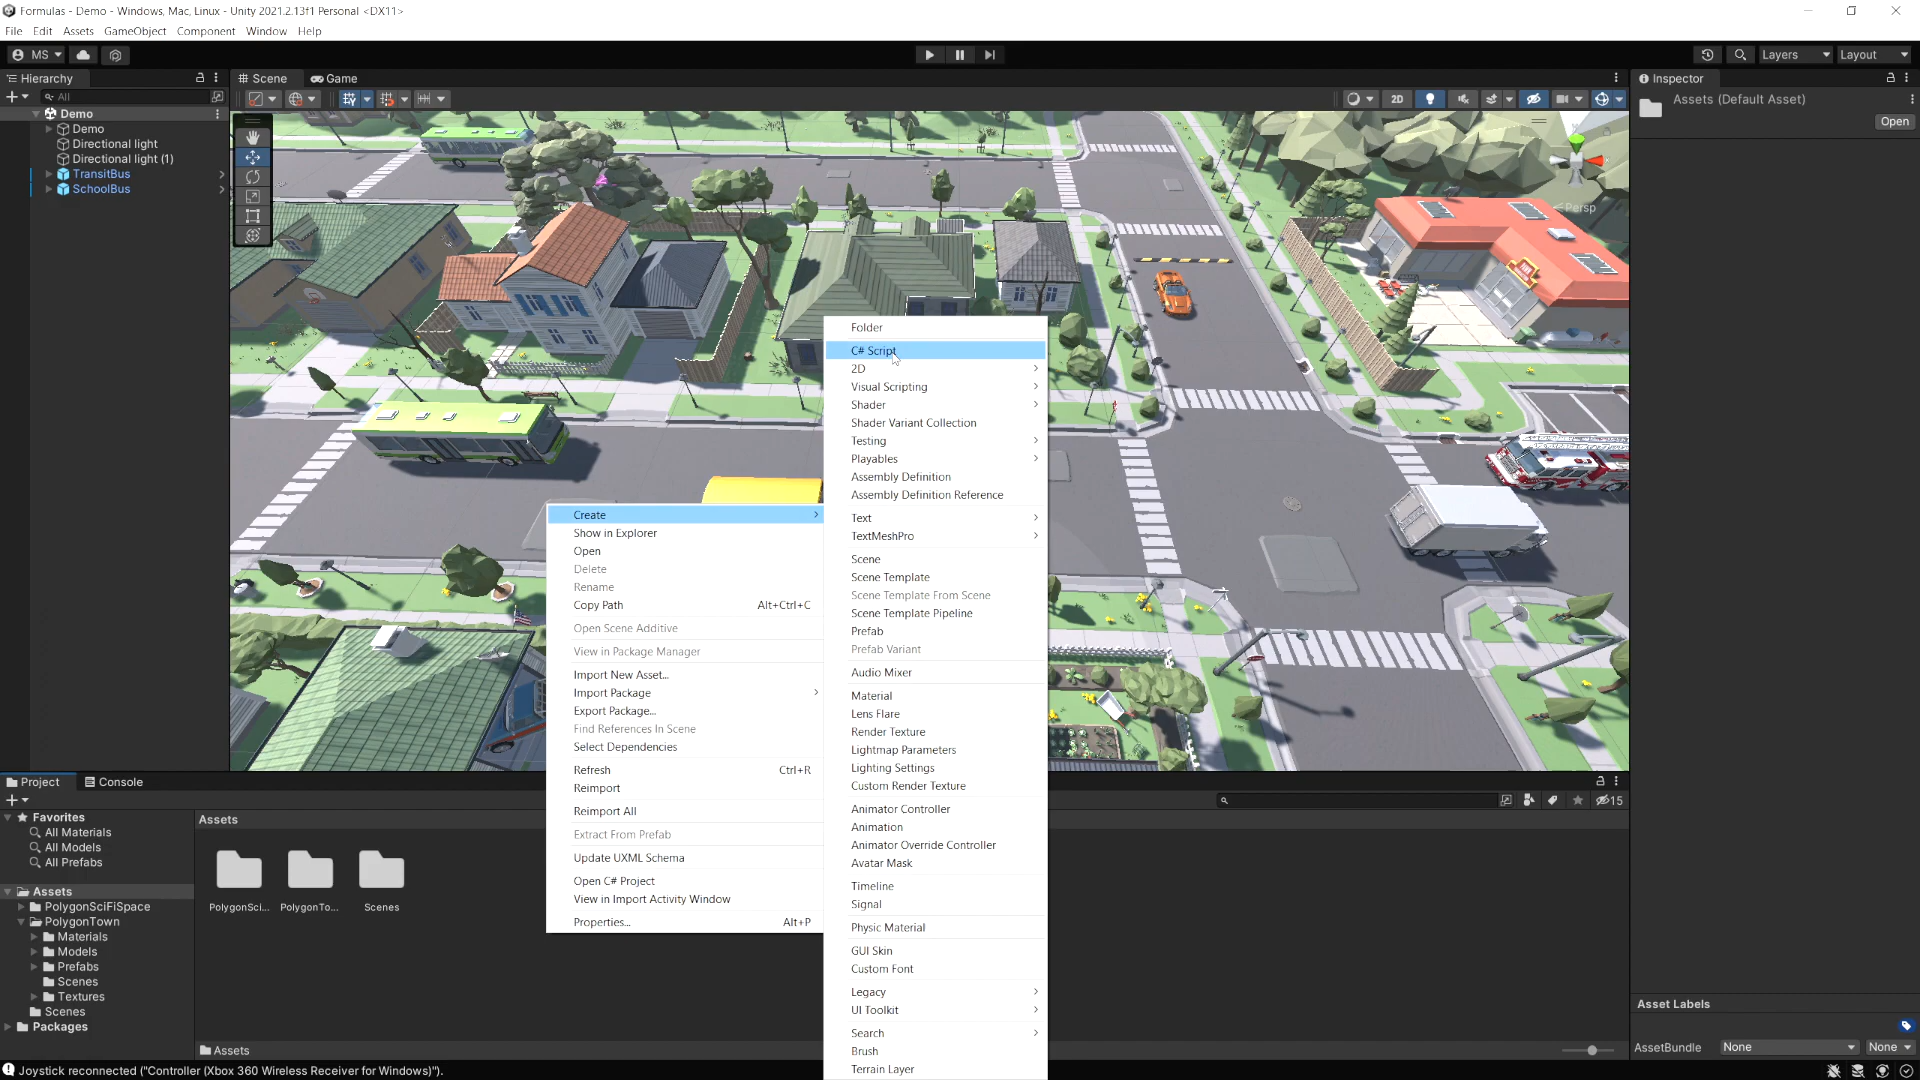 Formulas - Demo - Windows, Mac, Linux - Unity 2021.2.13f1 Personal <DX11>
File Edit Assets GameObject Component Window Help
MS Layers Layout
Hierarchy
Scene
Game
Inspector
All
2D
Assets (Default Asset)
Open
Demo
Demo
Directional light
Directional light (1)
TransitBus
SchoolBus
Persp
Create
Show in Explorer
Open
Delete
Rename
Copy Path Alt+Ctrl+C
Open Scene Additive
View in Package Manager
Import New Asset...
Import Package
Export Package...
Find References In Scene
Select Dependencies
Refresh Ctrl+R
Reimport
Reimport All
Extract From Prefab
Update UXML Schema
Open C# Project
View in Import Activity Window
Properties... Alt+P
Folder
C# Script
2D
Visual Scripting
Shader
Shader Variant Collection
Testing
Playables
Assembly Definition
Assembly Definition Reference
Text
TextMeshPro
Scene
Scene Template
Scene Template From Scene
Scene Template Pipeline
Prefab
Prefab Variant
Audio Mixer
Material
Lens Flare
Render Texture
Lightmap Parameters
Lighting Settings
Custom Render Texture
Animator Controller
Animation
Animator Override Controller
Avatar Mask
Timeline
Signal
Physic Material
GUI Skin
Custom Font
Legacy
UI Toolkit
Search
Brush
Terrain Layer
Project
Console
15
Favorites
All Materials
All Models
All Prefabs
Assets
PolygonSciFiSpace
PolygonTown
Materials
Models
Prefabs
Scenes
Textures
Scenes
Packages
Assets
PolygonSci...
PolygonTo...
Scenes
Assets
Asset Labels
AssetBundle None None
Joystick reconnected ("Controller (Xbox 360 Wireless Receiver for Windows)").